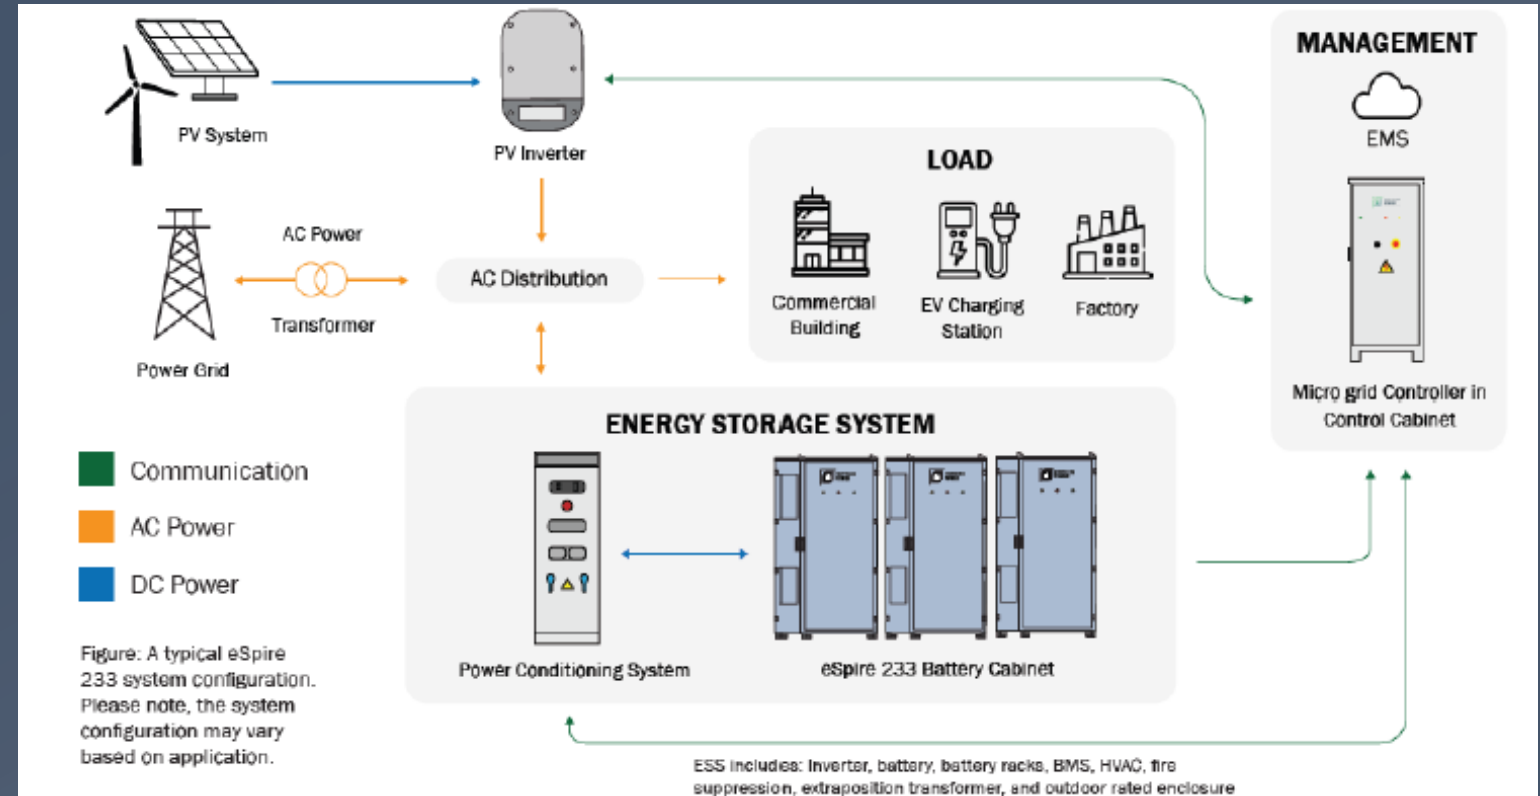 MANAGEMENT
EMS
Micro grid Controller in
Control Cabinet
PV System
PV Inverter
LOAD
Commercial
Building
EV Charging
Station
Factory
AC Power
Transformer
Power Grid
AC Distribution
ENERGY STORAGE SYSTEM
Power Conditioning System
eSpire 233 Battery Cabinet
Communication
AC Power
DC Power
Figure: A typical eSpire
233 system configuration.
Please note, the system
configuration may vary
based on application.
ESS includes: Inverter, battery, battery racks, BMS, HVAC, fire
suppression, extraposition transformer, and outdoor rated enclosure